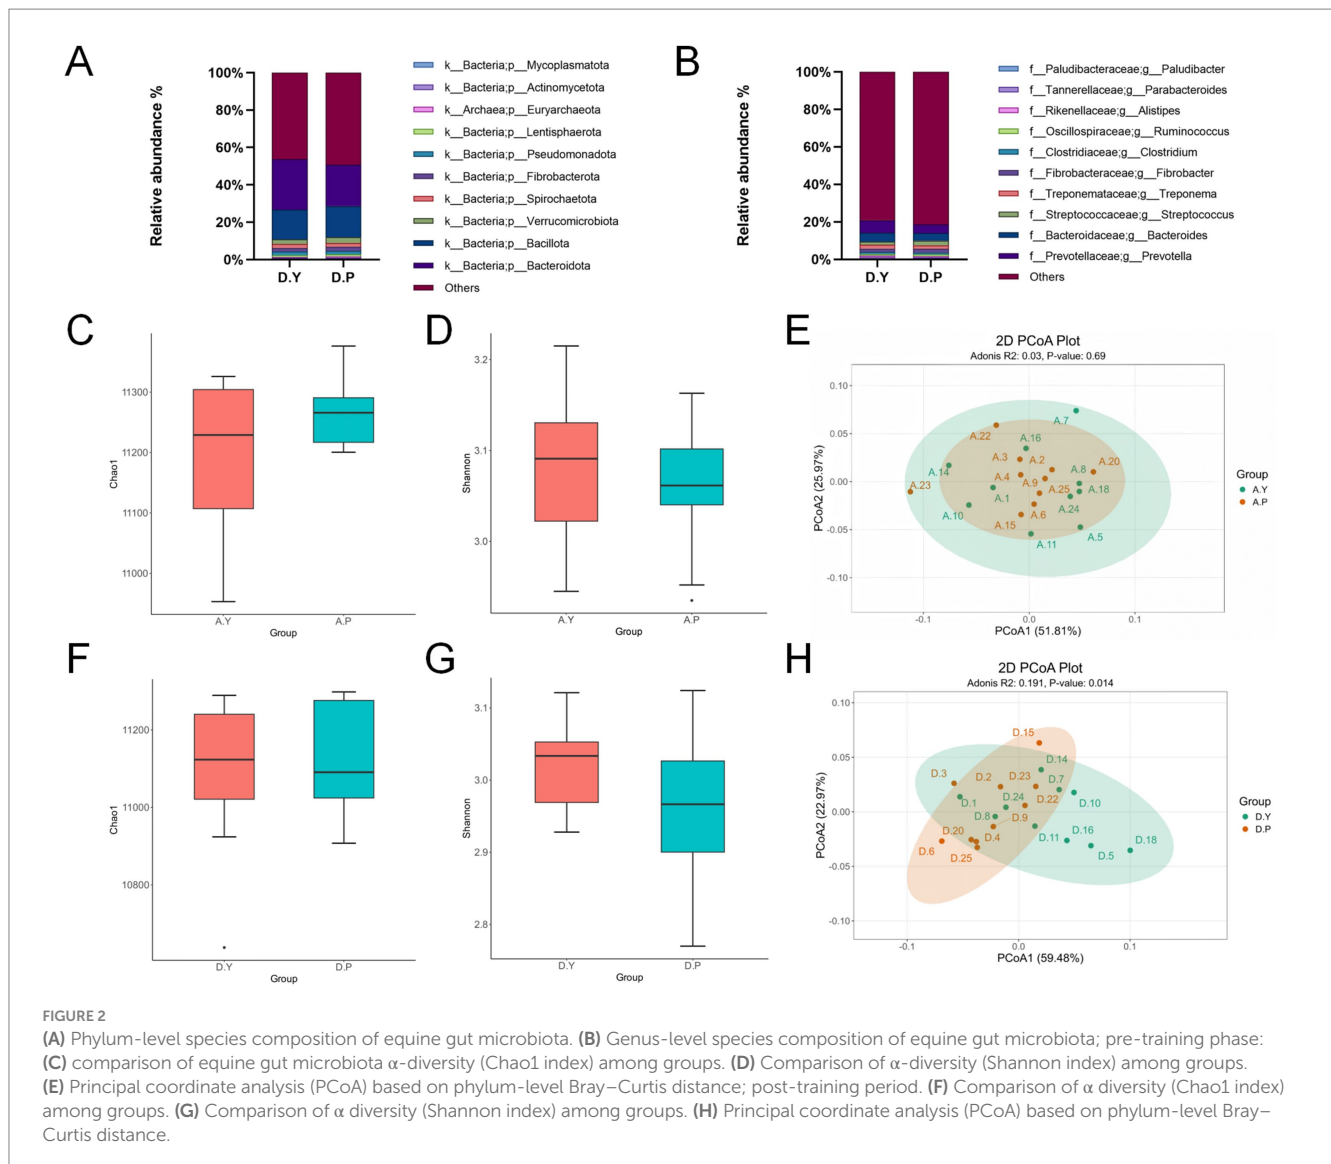 A
Relative abundance %
100%
80%
60%
40%
20%
0%
D.Y D.P
k__Bacteria;p__Mycoplasmatota
k__Bacteria;p__Actinomycetota
k__Archaea;p__Euryarchaeota
k__Bacteria;p__Lentisphaerota
k__Bacteria;p__Pseudomonadota
k__Bacteria;p__Fibrobacterota
k__Bacteria;p__Spirochaetota
k__Bacteria;p__Verrucomicrobiota
k__Bacteria;p__Bacillota
k__Bacteria;p__Bacteroidota
Others
B
Relative abundance %
100%
80%
60%
40%
20%
0%
D.Y D.P
f__Paludibacteraceae;g__Paludibacter
f__Tannerellaceae;g__Parabacteroides
f__Rikenellaceae;g__Alistipes
f__Oscillospiraceae;g__Ruminococcus
f__Clostridiaceae;g__Clostridium
f__Fibrobacteraceae;g__Fibrobacter
f__Treponemataceae;g__Treponema
f__Streptococcaceae;g__Streptococcus
f__Bacteroidaceae;g__Bacteroides
f__Prevotellaceae;g__Prevotella
Others
C
Chao1
11300
11200
11100
11000
A.Y A.P
Group
D
Shannon
3.2
3.1
3.0
A.Y A.P
Group
E
2D PCoA Plot
Adonis R2: 0.03, P-value: 0.69
PCoA2 (25.97%)
0.10
0.05
0.00
-0.05
-0.10
A.7
A.22
A.16
A.3 A.2
A.14
A.8
A.20
A.4 A.9
A.23
A.1
A.25
A.18
A.10
A.24
A.15
A.6
A.11
A.5
-0.1 0.0 0.1
PCoA1 (51.81%)
Group
A.Y
A.P
F
Chao1
11200
11000
10800
D.Y D.P
Group
G
Shannon
3.1
3.0
2.9
2.8
D.Y D.P
Group
H
2D PCoA Plot
Adonis R2: 0.191, P-value: 0.014
PCoA2 (22.97%)
0.10
0.05
0.00
-0.05
-0.10
D.15
D.14
D.3
D.2 D.23
D.7
D.1
D.24
D.22
D.10
D.8
D.9
D.20
D.4
D.11
D.16
D.6
D.25
D.5
D.18
-0.1 0.0 0.1
PCoA1 (59.48%)
Group
D.Y
D.P
FIGURE 2
(A) Phylum-level species composition of equine gut microbiota. (B) Genus-level species composition of equine gut microbiota; pre-training phase:
(C) comparison of equine gut microbiota α-diversity (Chao1 index) among groups. (D) Comparison of α-diversity (Shannon index) among groups.
(E) Principal coordinate analysis (PCoA) based on phylum-level Bray–Curtis distance; post-training period. (F) Comparison of α diversity (Chao1 index)
among groups. (G) Comparison of α diversity (Shannon index) among groups. (H) Principal coordinate analysis (PCoA) based on phylum-level Bray–
Curtis distance.